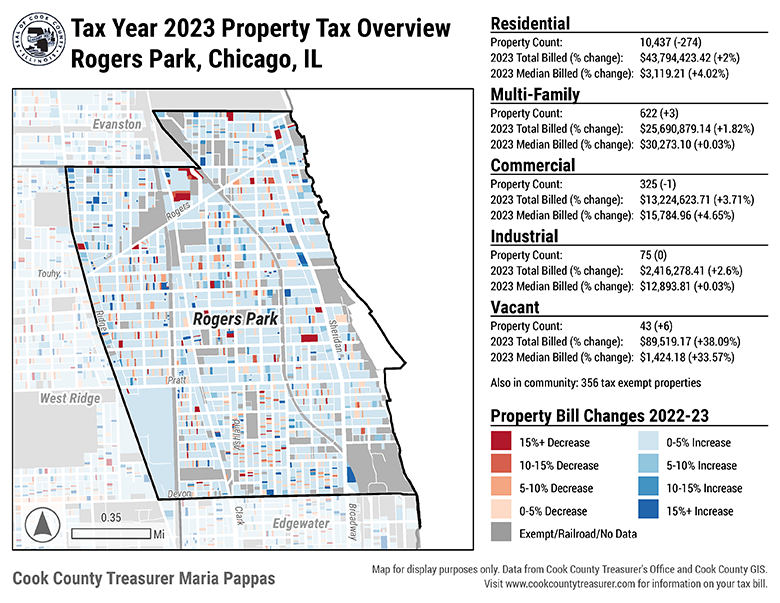 SEAL OF COOK COUNTY
ILLINOIS
Tax Year 2023 Property Tax Overview
Rogers Park, Chicago, IL
Evanston
Rogers
Touhy
Ridge
Rogers Park
Sheridan
Pratt
West Ridge
Ashland
Devon
Clark
Edgewater
Broadway
0.35
Mi
Residential
Property Count: 10,437 (-274)
2023 Total Billed (% change): $43,794,423.42 (+2%)
2023 Median Billed (% change): $3,119.21 (+4.02%)
Multi-Family
Property Count: 622 (+3)
2023 Total Billed (% change): $25,690,879.14 (+1.82%)
2023 Median Billed (% change): $30,273.10 (+0.03%)
Commercial
Property Count: 325 (-1)
2023 Total Billed (% change): $13,224,623.71 (+3.71%)
2023 Median Billed (% change): $15,784.96 (+4.65%)
Industrial
Property Count: 75 (0)
2023 Total Billed (% change): $2,416,278.41 (+2.6%)
2023 Median Billed (% change): $12,893.81 (+0.03%)
Vacant
Property Count: 43 (+6)
2023 Total Billed (% change): $89,519.17 (+38.09%)
2023 Median Billed (% change): $1,424.18 (+33.57%)
Also in community: 356 tax exempt properties
Property Bill Changes 2022-23
15%+ Decrease
10-15% Decrease
5-10% Decrease
0-5% Decrease
Exempt/Railroad/No Data
0-5% Increase
5-10% Increase
10-15% Increase
15%+ Increase
Cook County Treasurer Maria Pappas
Map for display purposes only. Data from Cook County Treasurer's Office and Cook County GIS.
Visit www.cookcountytreasurer.com for information on your tax bill.